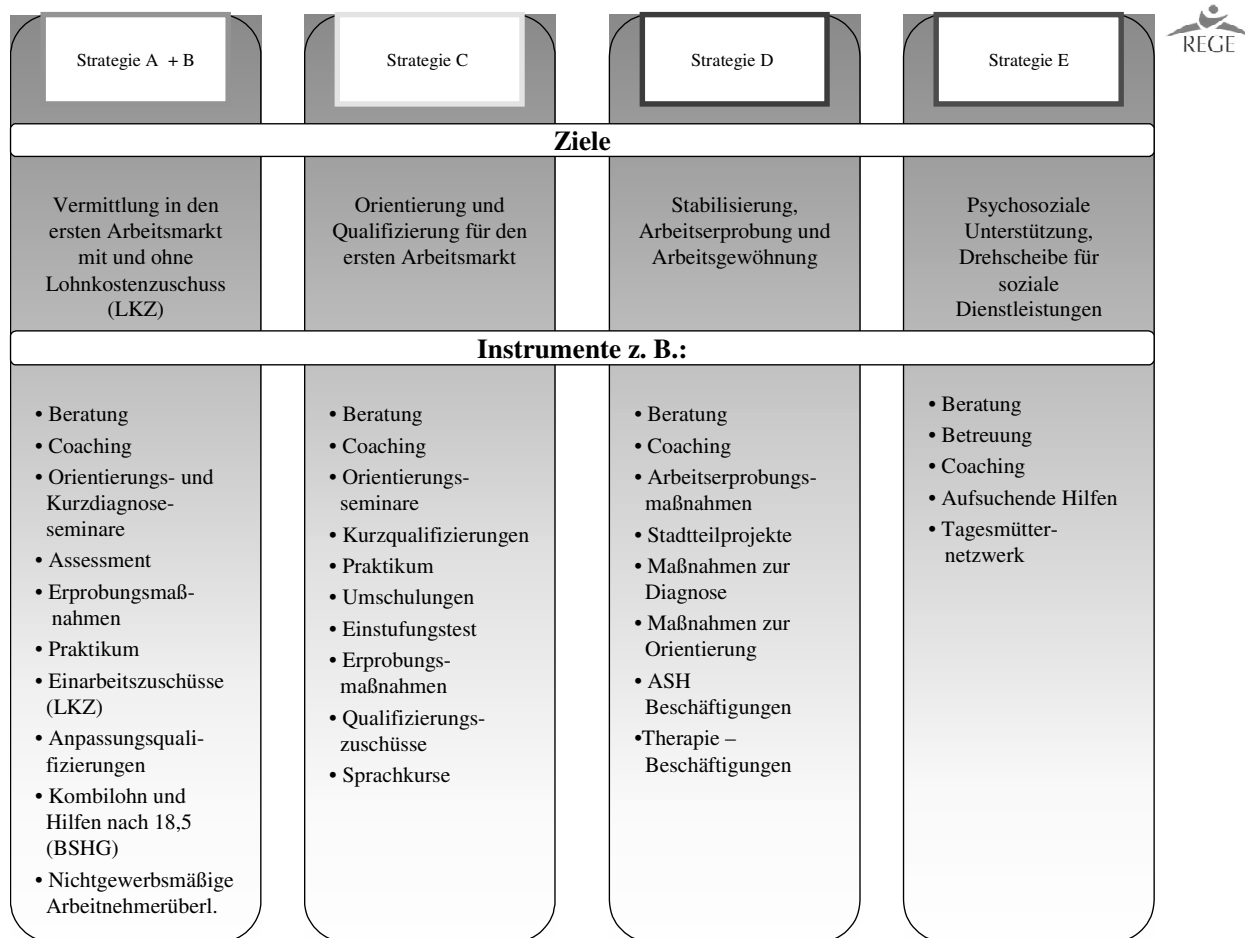 Strategie A + B
Strategie C
Strategie D
Strategie E
REGE
Ziele
Vermittlung in den
ersten Arbeitsmarkt
mit und ohne
Lohnkostenzuschuss
(LKZ)
Orientierung und
Qualifizierung für den
ersten Arbeitsmarkt
Stabilisierung,
Arbeitserprobung und
Arbeitsgewöhnung
Psychosoziale
Unterstützung,
Drehscheibe für
soziale
Dienstleistungen
Instrumente z. B.:
• Beratung
• Coaching
• Orientierungs- und
Kurzdiagnose-
seminare
• Assessment
• Erprobungsmaß-
nahmen
• Praktikum
• Einarbeitszuschüsse
(LKZ)
• Anpassungsquali-
fizierungen
• Kombilohn und
Hilfen nach 18,5
(BSHG)
• Nichtgewerbsmäßige
Arbeitnehmerüberl.
• Beratung
• Coaching
• Orientierungs-
seminare
• Kurzqualifizierungen
• Praktikum
• Umschulungen
• Einstufungstest
• Erprobungs-
maßnahmen
• Qualifizierungs-
zuschüsse
• Sprachkurse
• Beratung
• Coaching
• Arbeitserprobungs-
maßnahmen
• Stadtteilprojekte
• Maßnahmen zur
Diagnose
• Maßnahmen zur
Orientierung
• ASH
Beschäftigungen
•Therapie –
Beschäftigungen
• Beratung
• Betreuung
• Coaching
• Aufsuchende Hilfen
• Tagesmütter-
netzwerk